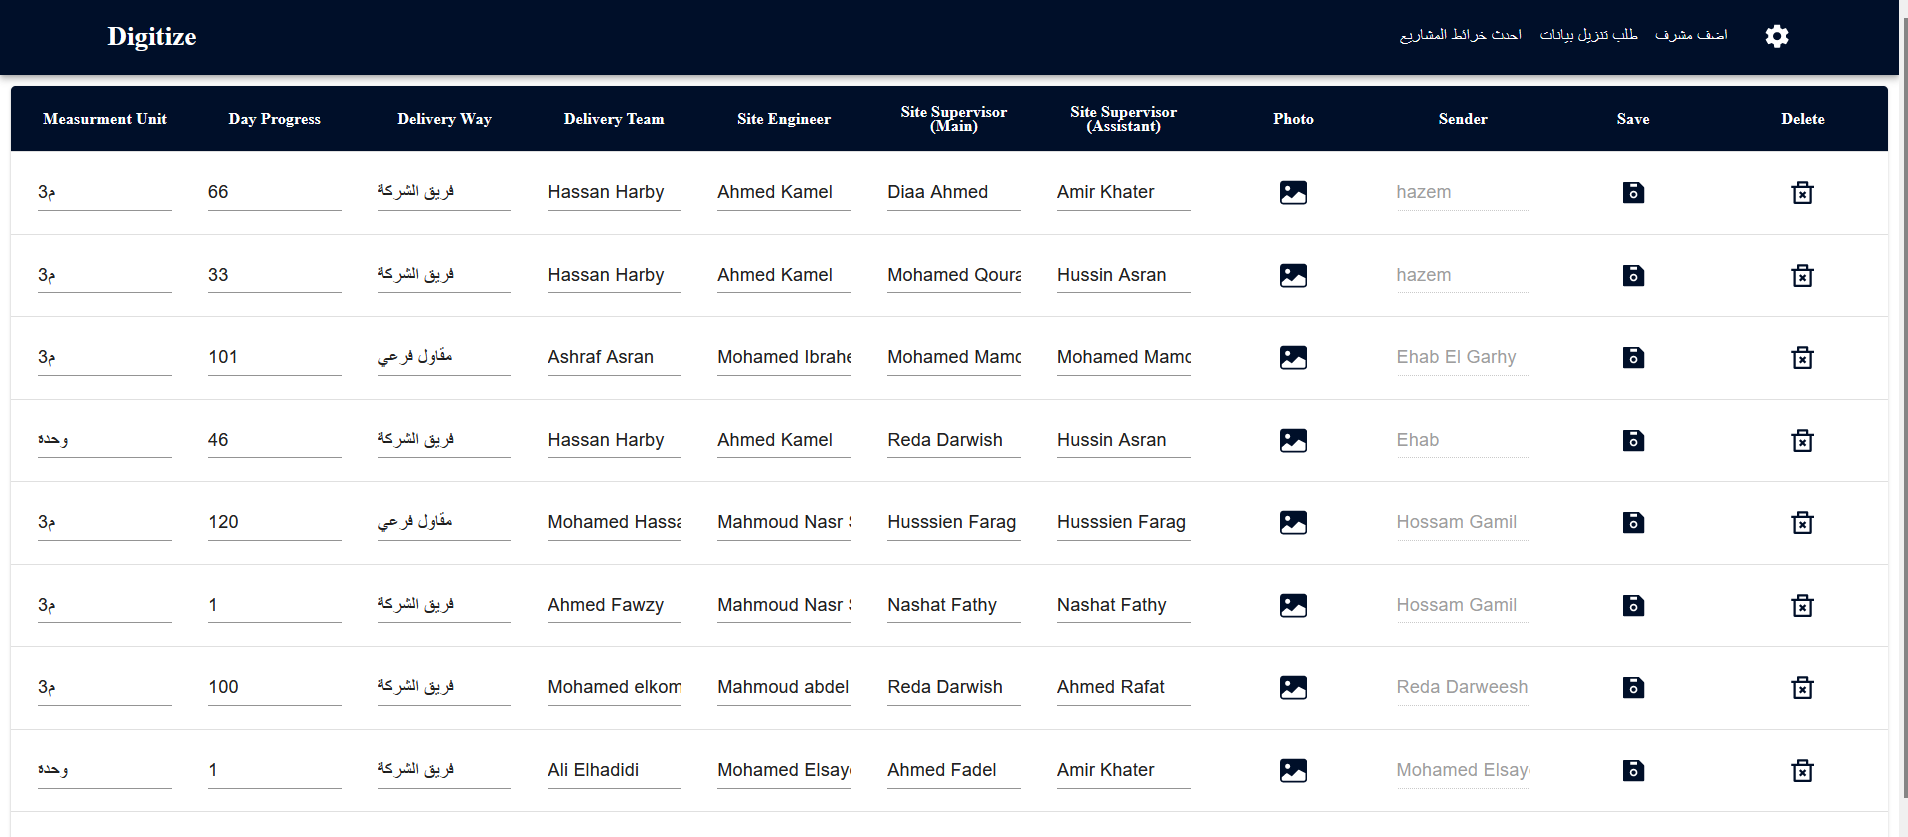 Digitize
احدث خرائط المشاريع طلب تنزيل بيانات اضف مشرف
Measurment Unit Day Progress Delivery Way Delivery Team Site Engineer Site Supervisor (Main) Site Supervisor (Assistant) Photo Sender Save Delete
م3 66 فريق الشركة Hassan Harby Ahmed Kamel Diaa Ahmed Amir Khater hazem
م3 33 فريق الشركة Hassan Harby Ahmed Kamel Mohamed Qoura Hussin Asran hazem
م3 101 مقاول فرعي Ashraf Asran Mohamed Ibrahe Mohamed Mamo Mohamed Mamo Ehab El Garhy
وحدة 46 فريق الشركة Hassan Harby Ahmed Kamel Reda Darwish Hussin Asran Ehab
م3 120 مقاول فرعي Mohamed Hassa Mahmoud Nasr S Husssien Farag Husssien Farag Hossam Gamil
م3 1 فريق الشركة Ahmed Fawzy Mahmoud Nasr S Nashat Fathy Nashat Fathy Hossam Gamil
م3 100 فريق الشركة Mohamed elkom Mahmoud abdel Reda Darwish Ahmed Rafat Reda Darweesh
وحدة 1 فريق الشركة Ali Elhadidi Mohamed Elsaye Ahmed Fadel Amir Khater Mohamed Elsaye